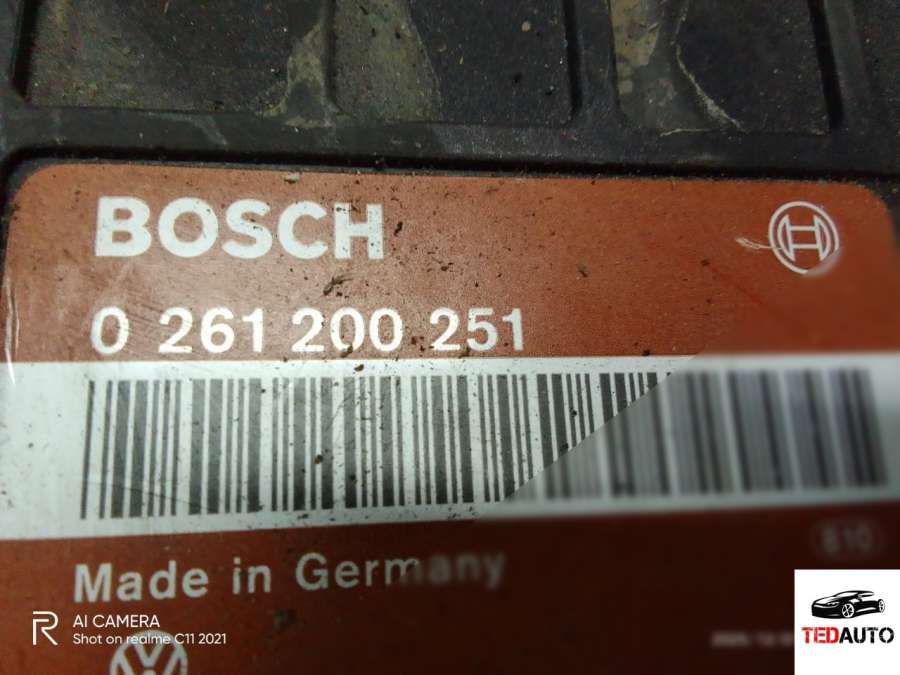 BOSCH
0 261 200 251
Made in Germany
AI CAMERA
Shot on realme C11 2021
TEDAUTO